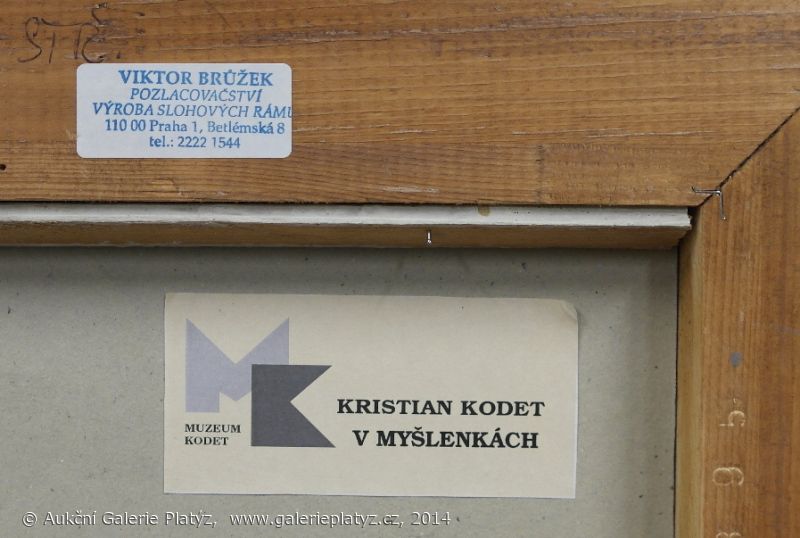 VIKTOR BRŮŽEK
POZLACOVAČSTVÍ
VÝROBA SLOHOVÝCH RÁMŮ
110 00 Praha 1, Betlémská 8
tel.: 2222 1544
MUZEUM
KODET
KRISTIAN KODET
V MYŠLENKÁCH
© Aukční Galerie Platýz, www.galerieplatyz.cz, 2014